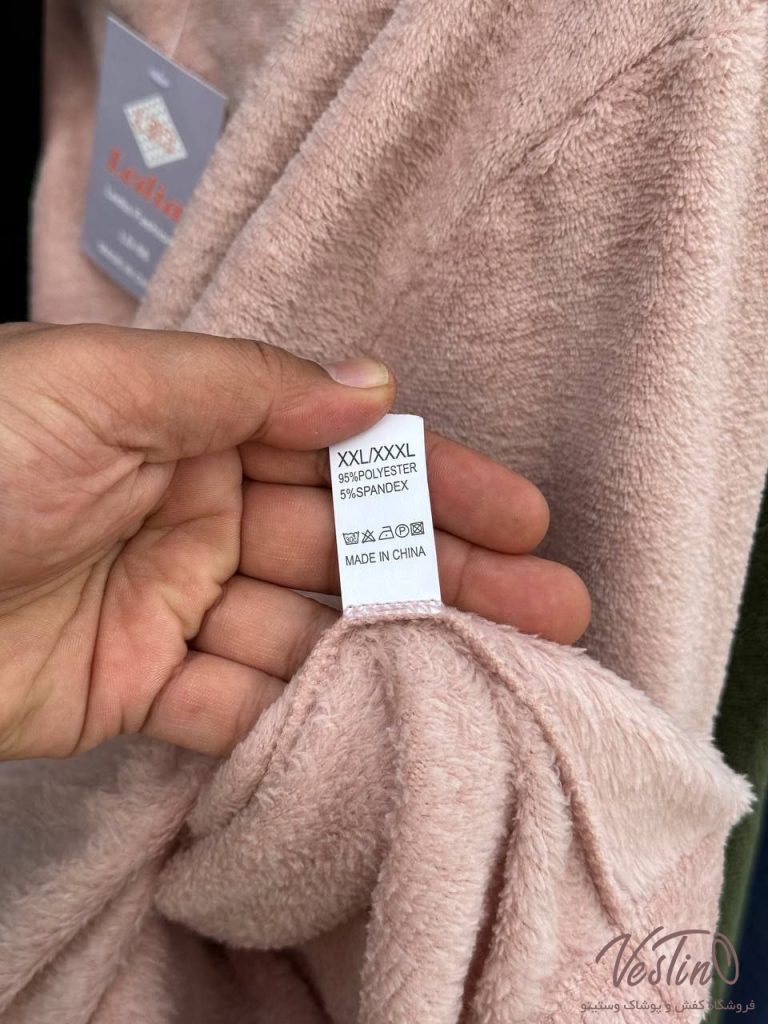 Ledin
XXL/XXXL
95%POLYESTER
5%SPANDEX
MADE IN CHINA
VesTinO
فروشگاه کفش و پوشاک وستینو